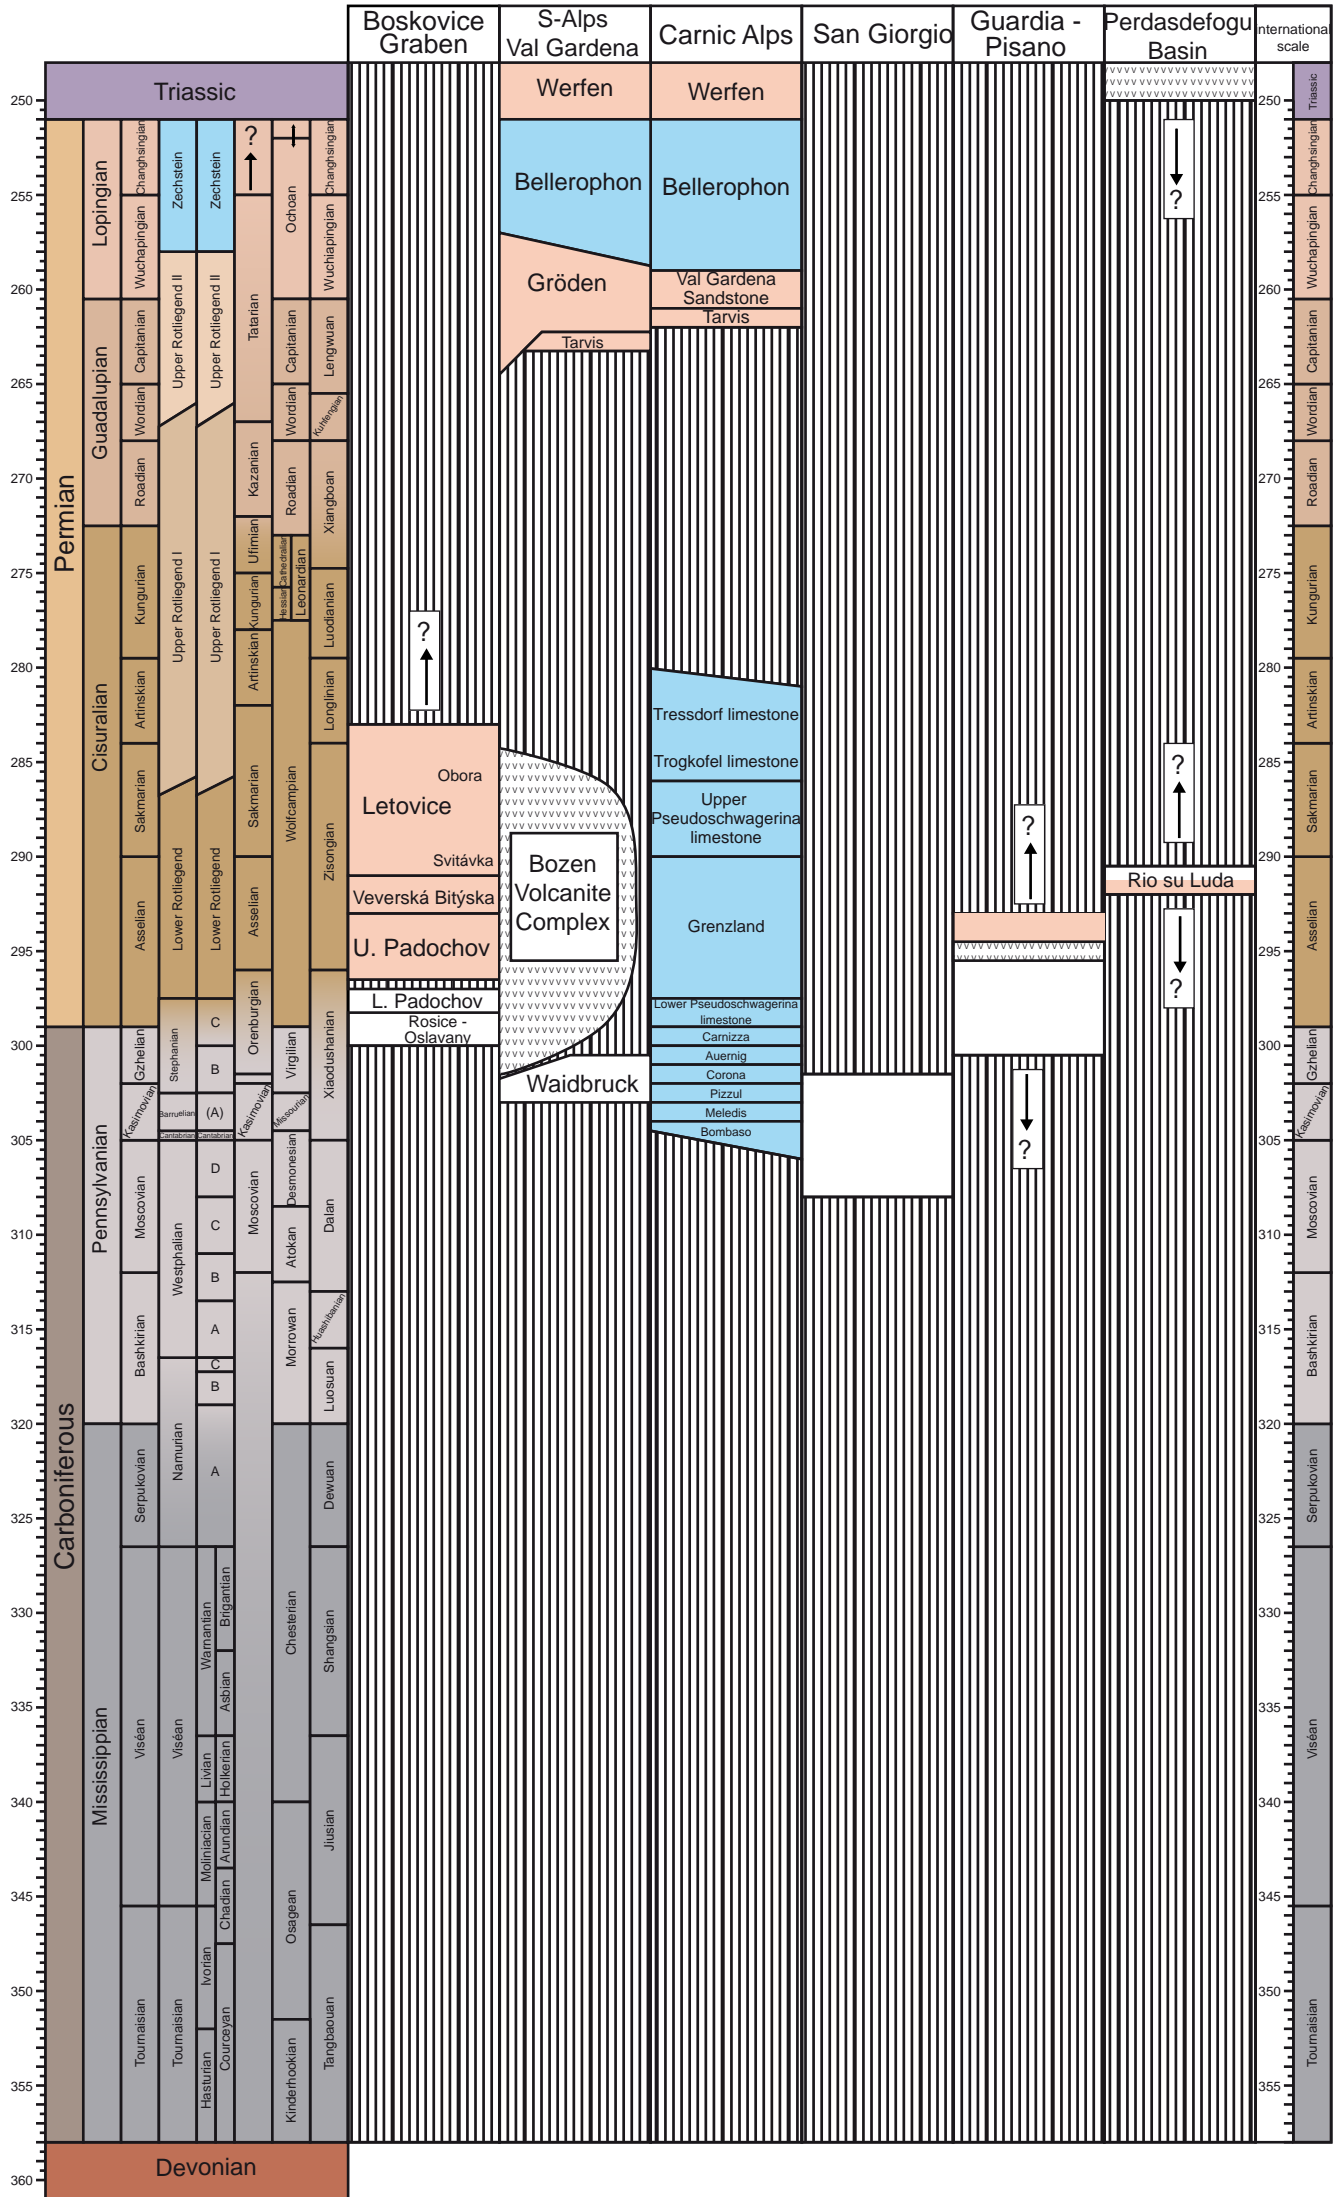 Boskovice
Graben
S-Alps
Val Gardena
Carnic Alps
San Giorgio
Guardia -
Pisano
Perdasdefogu
Basin
International
scale
Triassic
Permian
Carboniferous
Devonian
Lopingian
Guadalupian
Cisuralian
Pennsylvanian
Mississippian
Changhsingian
Wuchapingian
Capitanian
Wordian
Roadian
Kungurian
Artinskian
Sakmarian
Asselian
Gzhelian
Kasimovian
Moscovian
Bashkirian
Serpukovian
Viséan
Tournaisian
Zechstein
Upper Rotliegend II
Upper Rotliegend I
Lower Rotliegend
Stephanian
Barruelian
Cantabrian
Westphalian
Namurian
Viséan
Tournaisian
Zechstein
Upper Rotliegend II
Upper Rotliegend I
Lower Rotliegend
C
B
(A)
Cantabrian
D
C
B
A
C
B
A
Warnantian
Livian
Moliniacian
Ivorian
Hasturian
Brigantian
Asbian
Holkerian
Arundian
Chadian
Courceyan
?
Tatarian
Kazanian
Ufimian
Kungurian
Artinskian
Sakmarian
Asselian
Orenburgian
Kasimovian
Moscovian
Ochoan
Capitanian
Wordian
Roadian
Cathedralian
Hessian
Leonardian
Wolfcampian
Virgilian
Missourian
Desmonesian
Atokan
Morrowan
Chesterian
Osagean
Kinderhookian
Changhsingian
Wuchiapingian
Lengwuan
Kuhfengian
Xiangboan
Luodianian
Longlinian
Zisongian
Xiaodushanian
Dalan
Huashibanian
Luosuan
Dewuan
Shangsian
Jiusian
Tangbaouan
250
255
260
265
270
275
280
285
290
295
300
305
310
315
320
325
330
335
340
345
350
355
360
?
Obora
Letovice
Svitávka
Veverská Bitýska
U. Padochov
L. Padochov
Rosice -
Oslavany
Werfen
Bellerophon
Gröden
Tarvis
Bozen
Volcanite
Complex
Waidbruck
Werfen
Bellerophon
Val Gardena
Sandstone
Tarvis
Tressdorf limestone
Trogkofel limestone
Upper
Pseudoschwagerina
limestone
Grenzland
Lower Pseudoschwagerina
limestone
Carnizza
Auernig
Corona
Pizzul
Meledis
Bombaso
?
?
?
?
Rio su Luda
?
250
255
260
265
270
275
280
285
290
295
300
305
310
315
320
325
330
335
340
345
350
355
Triassic
Changhsingian
Wuchapingian
Capitanian
Wordian
Roadian
Kungurian
Artinskian
Sakmarian
Asselian
Gzhelian
Kasimovian
Moscovian
Bashkirian
Serpukovian
Viséan
Tournaisian